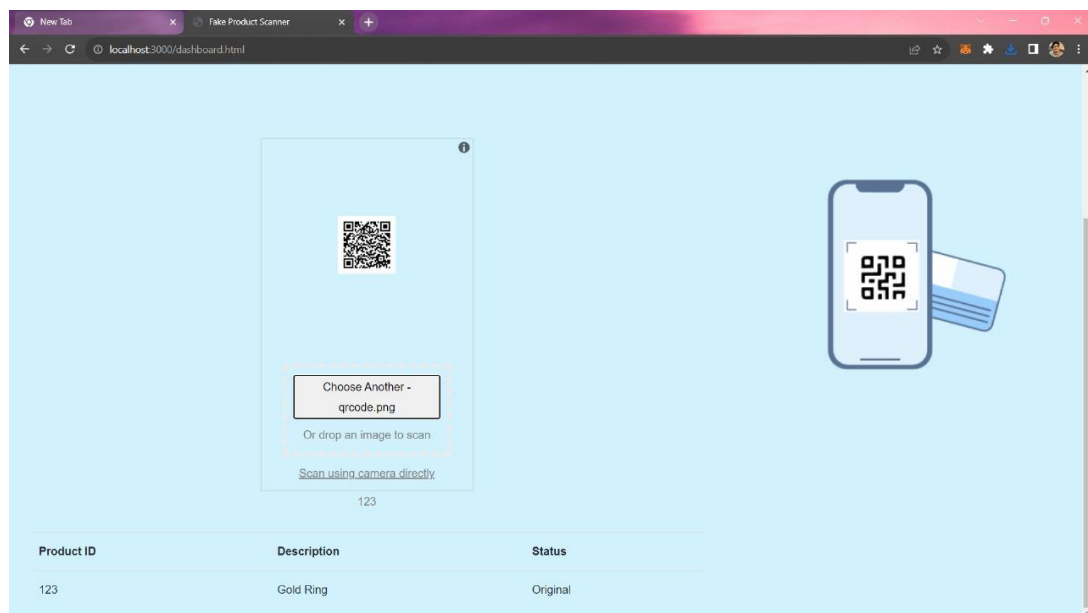 New Tab
Fake Product Scanner
localhost:3000/dashboard.html
Choose Another -
qrcode.png
Or drop an image to scan
Scan using camera directly
123
Product ID Description Status
123 Gold Ring Original